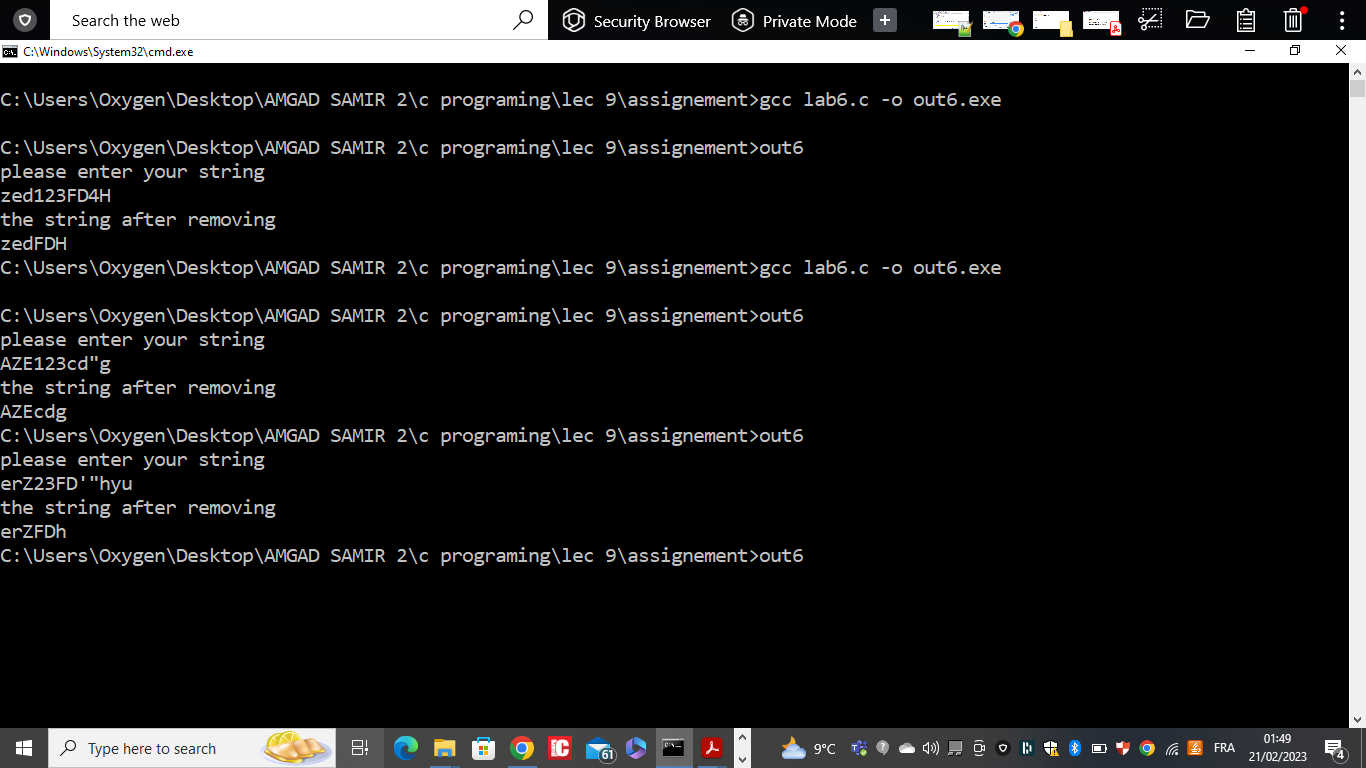 Search the web
Security Browser
Private Mode
C:\Windows\System32\cmd.exe
C:\Users\Oxygen\Desktop\AMGAD SAMIR 2\c programing\lec 9\assignement>gcc lab6.c -o out6.exe
C:\Users\Oxygen\Desktop\AMGAD SAMIR 2\c programing\lec 9\assignement>out6
please enter your string
zed123FD4H
the string after removing
zedFDH
C:\Users\Oxygen\Desktop\AMGAD SAMIR 2\c programing\lec 9\assignement>gcc lab6.c -o out6.exe
C:\Users\Oxygen\Desktop\AMGAD SAMIR 2\c programing\lec 9\assignement>out6
please enter your string
AZE123cd"g
the string after removing
AZEcdg
C:\Users\Oxygen\Desktop\AMGAD SAMIR 2\c programing\lec 9\assignement>out6
please enter your string
erZ23FD'"hyu
the string after removing
erZFDh
C:\Users\Oxygen\Desktop\AMGAD SAMIR 2\c programing\lec 9\assignement>out6
Type here to search
61
9°C
FRA
01:49
21/02/2023
4